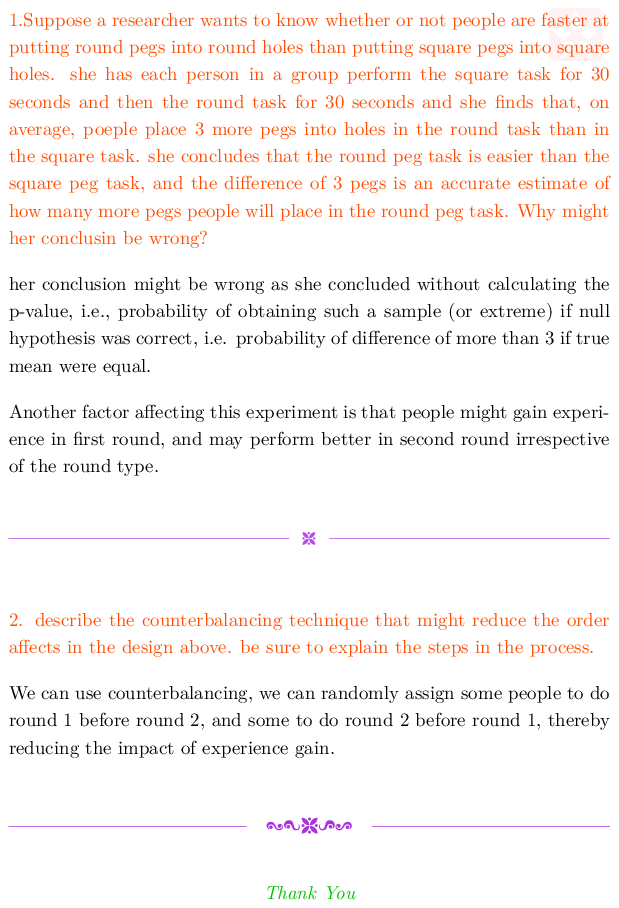 1.Suppose a researcher wants to know whether or not people are faster at
putting round pegs into round holes than putting square pegs into square
holes. she has each person in a group perform the square task for 30
seconds and then the round task for 30 seconds and she finds that, on
average, poeple place 3 more pegs into holes in the round task than in
the square task. she concludes that the round peg task is easier than the
square peg task, and the difference of 3 pegs is an accurate estimate of
how many more pegs people will place in the round peg task. Why might
her conclusin be wrong?
her conclusion might be wrong as she concluded without calculating the
p-value, i.e., probability of obtaining such a sample (or extreme) if null
hypothesis was correct, i.e. probability of difference of more than 3 if true
mean were equal.
Another factor affecting this experiment is that people might gain experi-
ence in first round, and may perform better in second round irrespective
of the round type.
2. describe the counterbalancing technique that might reduce the order
affects in the design above. be sure to explain the steps in the process.
We can use counterbalancing, we can randomly assign some people to do
round 1 before round 2, and some to do round 2 before round 1, thereby
reducing the impact of experience gain.
Thank You